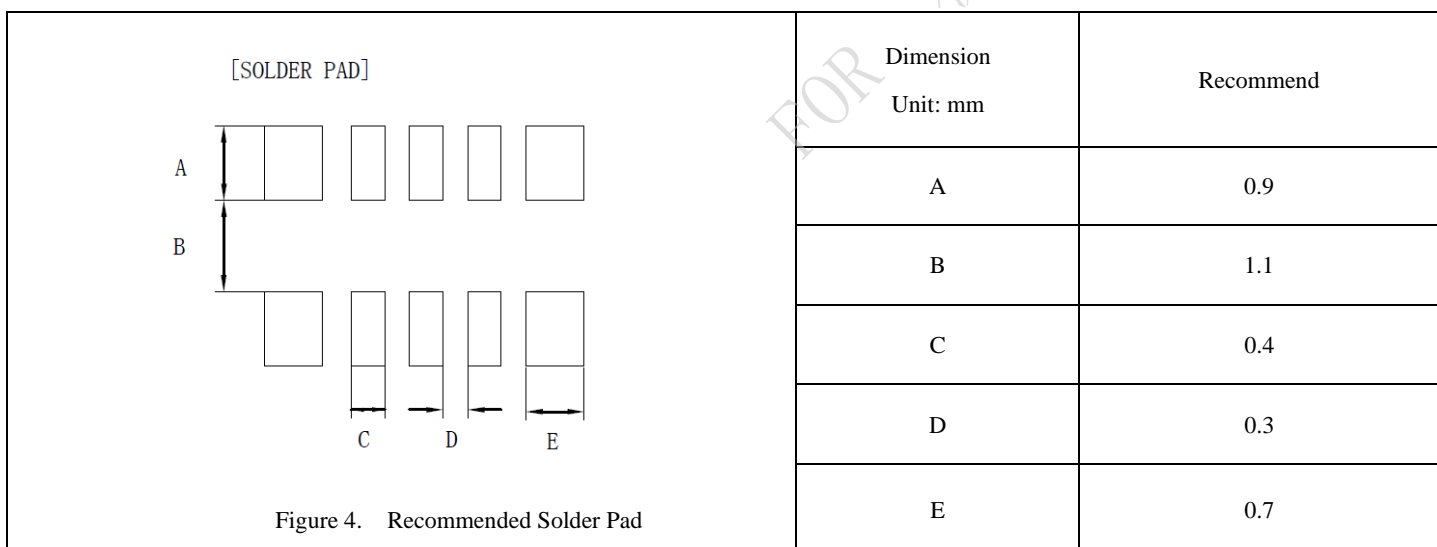 [SOLDER PAD]
A
B
C D E
Figure 4. Recommended Solder Pad
Dimension
Unit: mm
Recommend
A 0.9
B 1.1
C 0.4
D 0.3
E 0.7
FOR